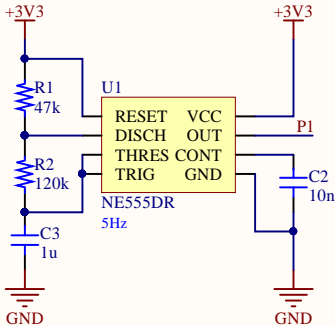 +3V3
+3V3
R1
47k
U1
RESET VCC
DISCH OUT
THRES CONT
TRIG GND
P1
R2
120k
NE555DR
5Hz
C2
10n
C3
1u
GND
GND